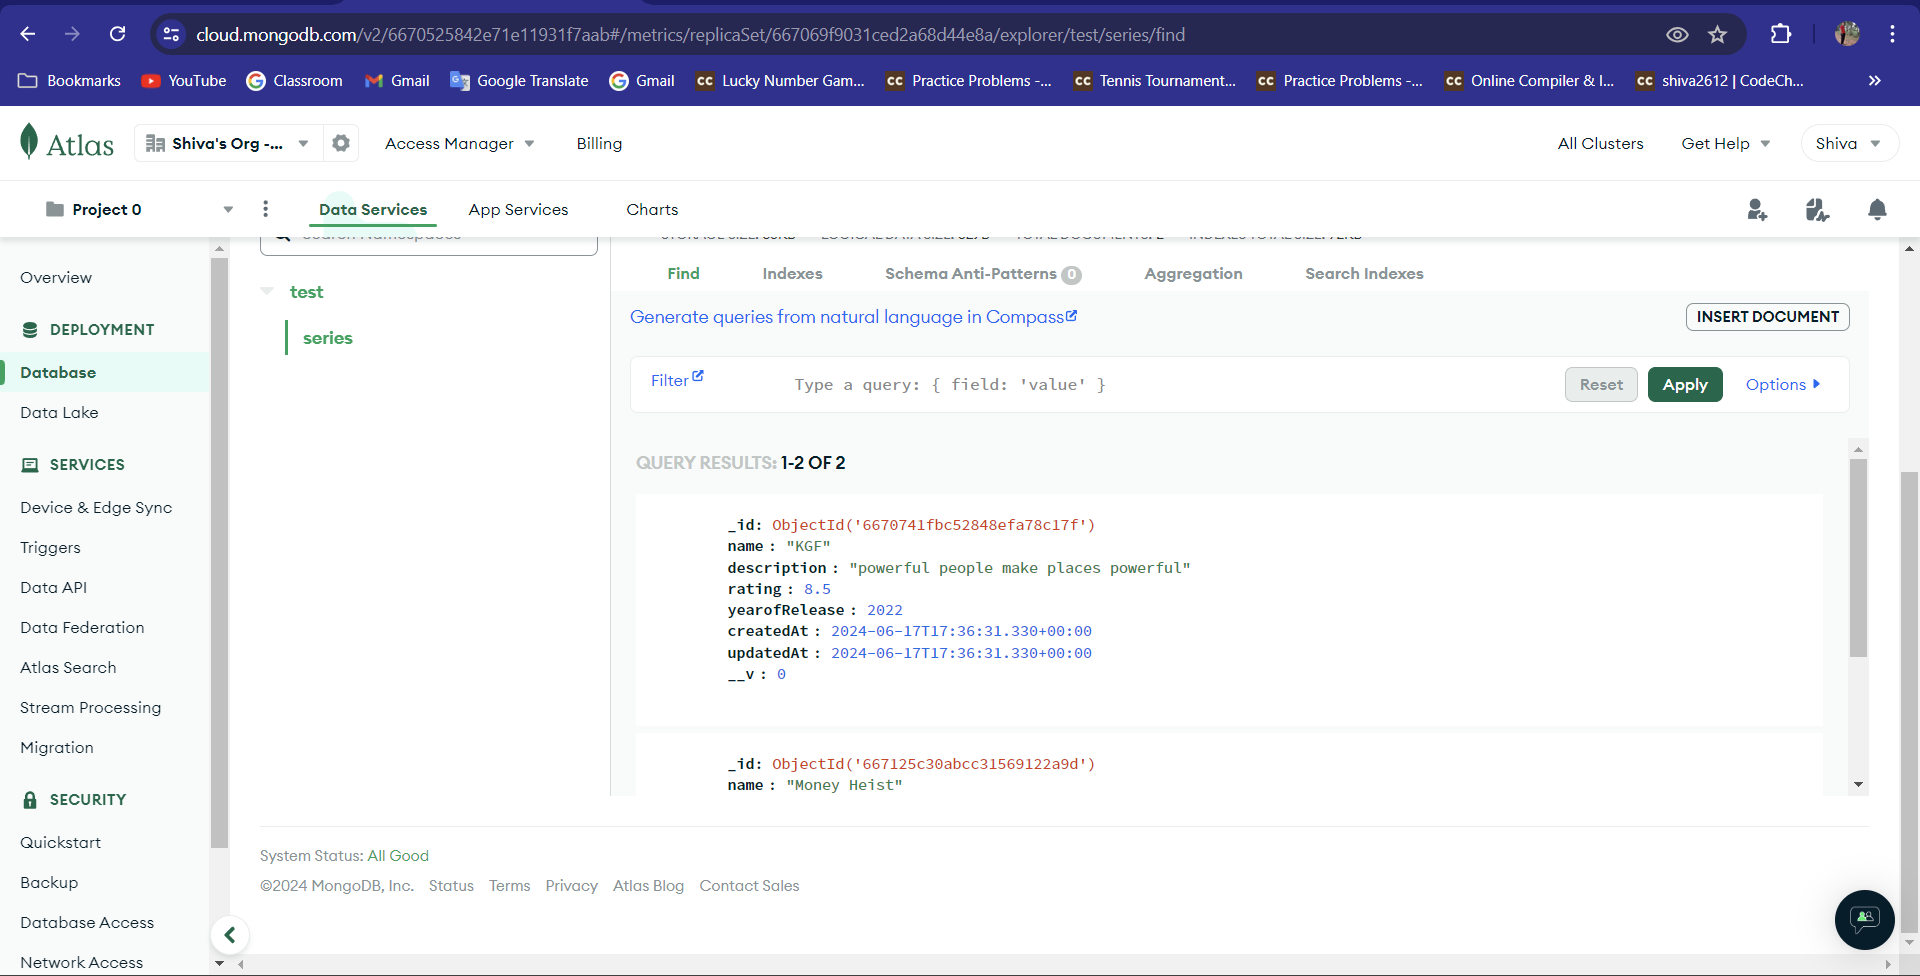 cloud.mongodb.com/v2/6670525842e71e11931f7aab#/metrics/replicaSet/667069f9031ced2a68d44e8a/explorer/test/series/find
Bookmarks YouTube Classroom Gmail Google Translate Gmail Lucky Number Gam... Practice Problems -... Tennis Tournament... Practice Problems -... Online Compiler & I... shiva2612 | CodeCh...
Atlas Shiva's Org -... Access Manager Billing All Clusters Get Help Shiva
Project 0 Data Services App Services Charts
Find Indexes Schema Anti-Patterns 0 Aggregation Search Indexes
Overview
test
Generate queries from natural language in Compass INSERT DOCUMENT
DEPLOYMENT
series
Database
Filter Type a query: { field: 'value' } Reset Apply Options
Data Lake
SERVICES
QUERY RESULTS: 1-2 OF 2
Device & Edge Sync
_id: ObjectId('6670741fbc52848efa78c17f')
name : "KGF"
Triggers
description : "powerful people make places powerful"
Data API
rating : 8.5
yearofRelease : 2022
Data Federation
createdAt : 2024-06-17T17:36:31.330+00:00
updatedAt : 2024-06-17T17:36:31.330+00:00
Atlas Search
__v : 0
Stream Processing
Migration
_id: ObjectId('667125c30abcc31569122a9d')
name : "Money Heist"
SECURITY
Quickstart
System Status: All Good
Backup
©2024 MongoDB, Inc. Status Terms Privacy Atlas Blog Contact Sales
Database Access
Network Access